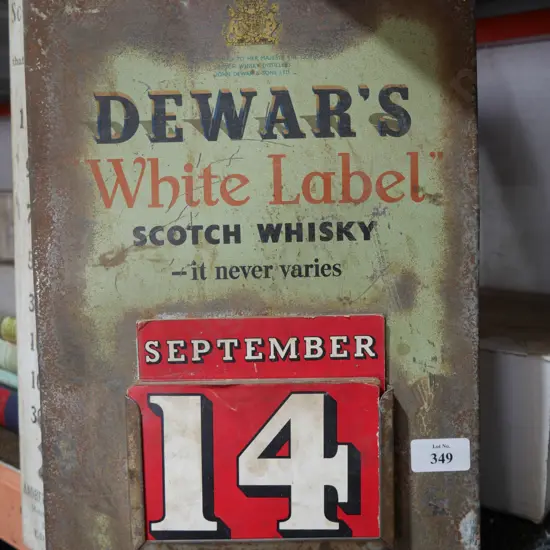 DEWAR'S
"White Label"
SCOTCH WHISKY
—it never varies
SEPTEMBER
14
Lot No.
349